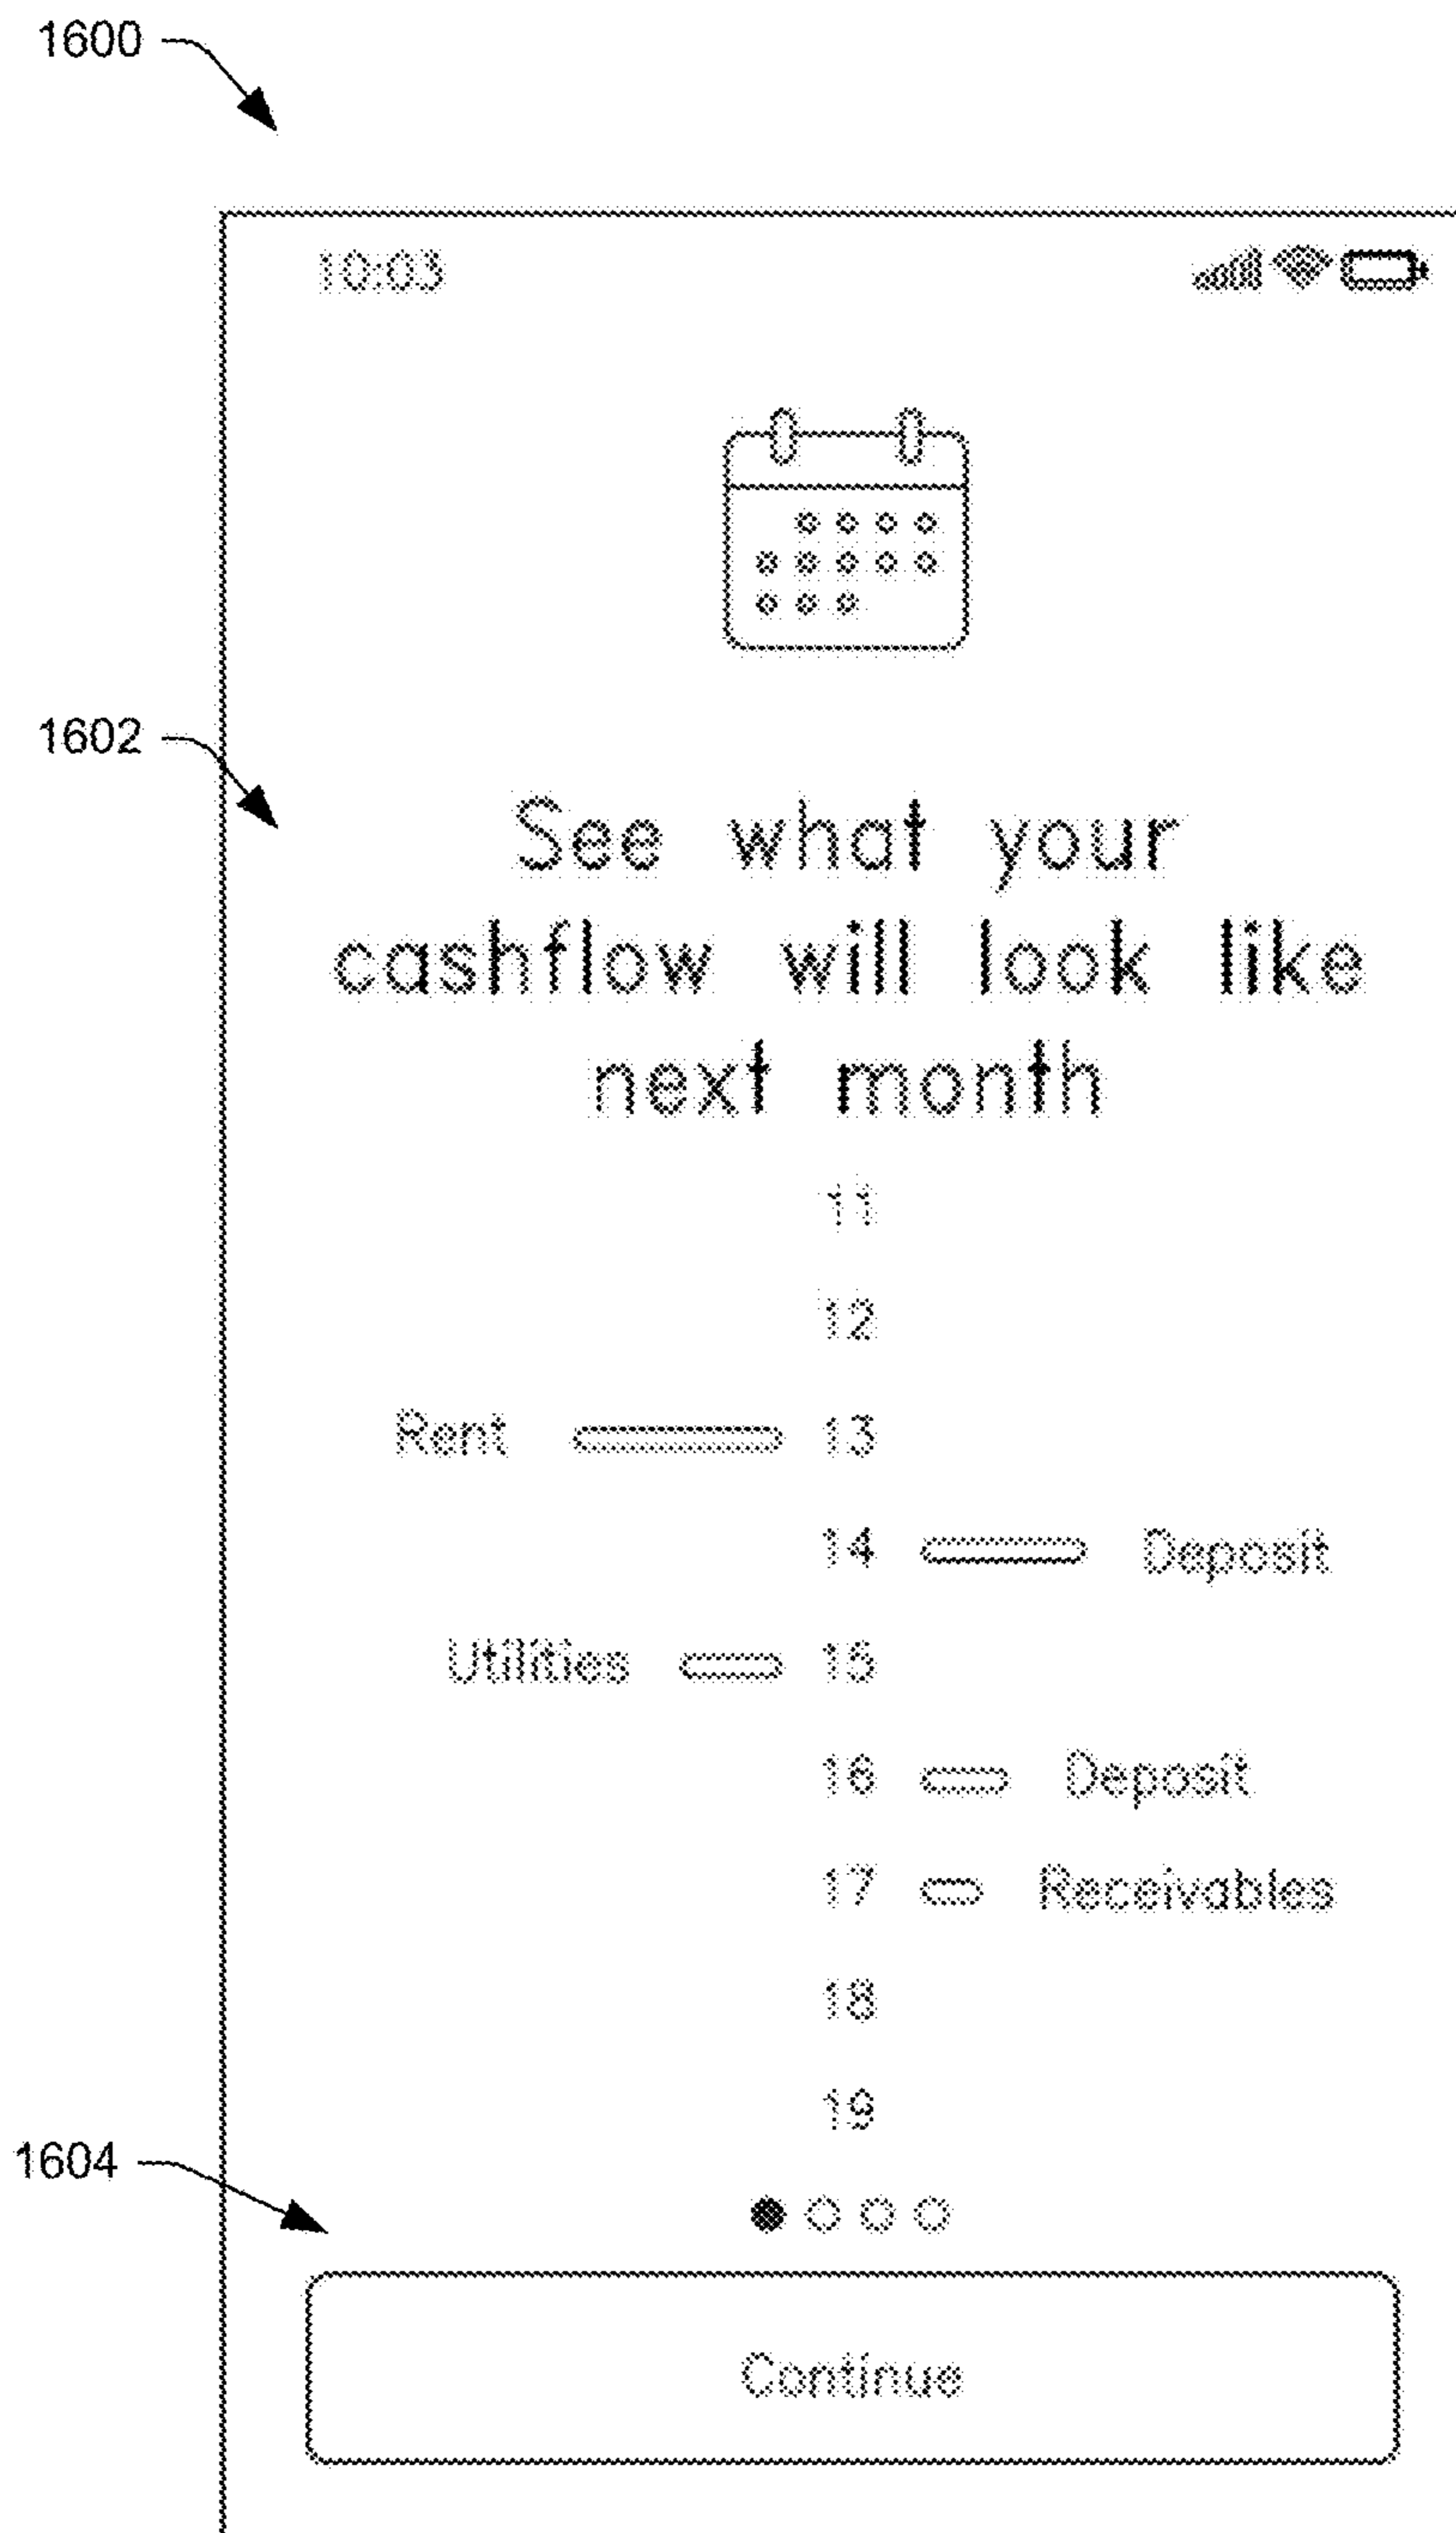 1600
10:03
1602
See what your
cashflow will look like
next month
11
12
Rent 13
14 Deposit
Utilities 15
16 Deposit
17 Receivables
18
19
1604
Continue